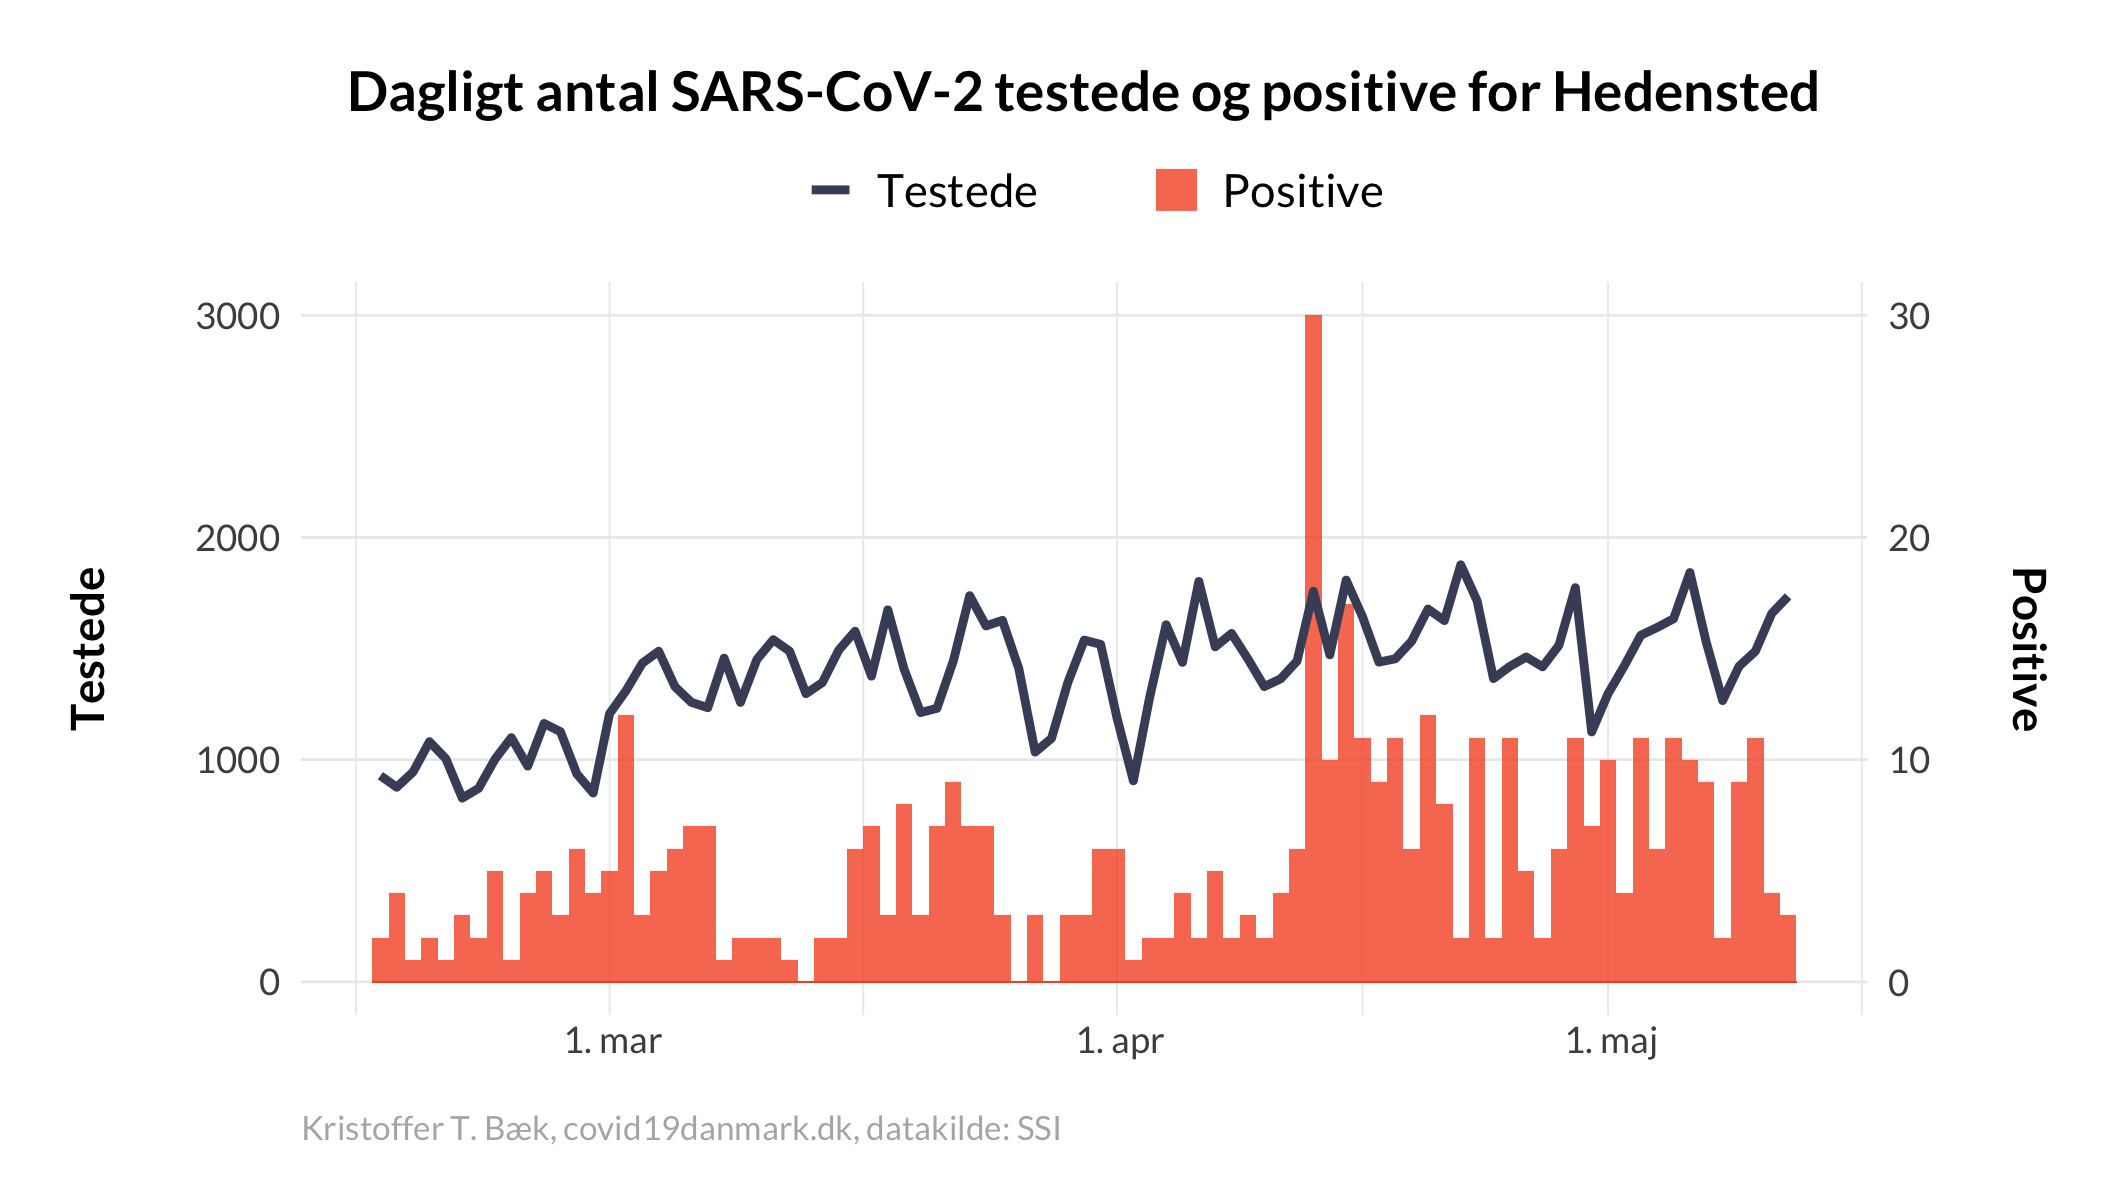 Dagligt antal SARS-CoV-2 testede og positive for Hedensted
Testede Positive
3000 30
2000 20
Testede
Positive
1000 10
0 0
1. mar 1. apr 1. maj
Kristoffer T. Bæk, covid19danmark.dk, datakilde: SSI